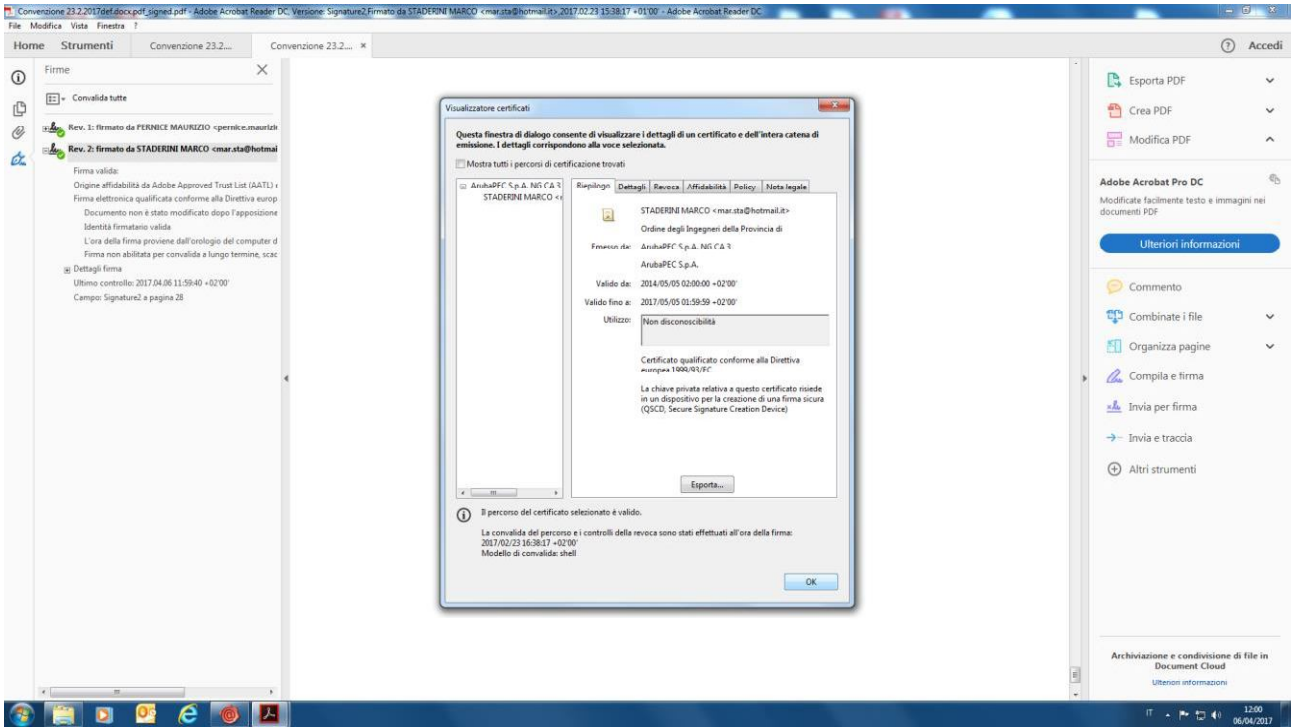 Convenzione 23.2.2017def.docx.pdf_signed.pdf - Adobe Acrobat Reader DC, Versione: Signature2,Firmato da STADERINI MARCO <mar.sta@hotmail.it>,2017.02.23 15:38:17 +01'00' - Adobe Acrobat Reader DC
File Modifica Vista Finestra ?
Home Strumenti Convenzione 23.2.... Convenzione 23.2.... × ? Accedi
Firme
Convalida tutte
Rev. 1: firmato da PERNICE MAURIZIO <pernice.maurizi
Rev. 2: firmato da STADERINI MARCO <mar.sta@hotmai
Firma valida:
Origine affidabilità da Adobe Approved Trust List (AATL)
Firma elettronica qualificata conforme alla Direttiva europ
Documento non è stato modificato dopo l'apposizione
Identità firmatario valida
L'ora della firma proviene dall'orologio del computer d
Firma non abilitata per convalida a lungo termine, scac
Dettagli firma
Ultimo controllo: 2017.04.06 11:59:40 +02'00'
Campo: Signature2 a pagina 28
Visualizzatore certificati
Questa finestra di dialogo consente di visualizzare i dettagli di un certificato e dell'intera catena di
emissione. I dettagli corrispondono alla voce selezionata.
Mostra tutti i percorsi di certificazione trovati
ArubaPEC S.p.A. NG CA 3
STADERINI MARCO <
Riepilogo Dettagli Revoca Affidabilità Policy Nota legale
STADERINI MARCO <mar.sta@hotmail.it>
Ordine degli Ingegneri della Provincia di
Emesso da: ArubaPEC S.p.A. NG CA 3
ArubaPEC S.p.A.
Valido da: 2014/05/05 02:00:00 +02'00'
Valido fino a: 2017/05/05 01:59:59 +02'00'
Utilizzo: Non disconoscibilità
Certificato qualificato conforme alla Direttiva
europea 1999/93/EC
La chiave privata relativa a questo certificato risiede
in un dispositivo per la creazione di una firma sicura
(QSCD, Secure Signature Creation Device)
Esporta...
Il percorso del certificato selezionato è valido.
La convalida del percorso e i controlli della revoca sono stati effettuati all'ora della firma:
2017/02/23 16:38:17 +02'00'
Modello di convalida: shell
OK
Esporta PDF
Crea PDF
Modifica PDF
Adobe Acrobat Pro DC
Modificate facilmente testo e immagini nei
documenti PDF
Ulteriori informazioni
Commento
Combinate i file
Organizza pagine
Compila e firma
Invia per firma
Invia e traccia
Altri strumenti
Archiviazione e condivisione di file in
Document Cloud
Ulteriori informazioni
IT
12:00
06/04/2017